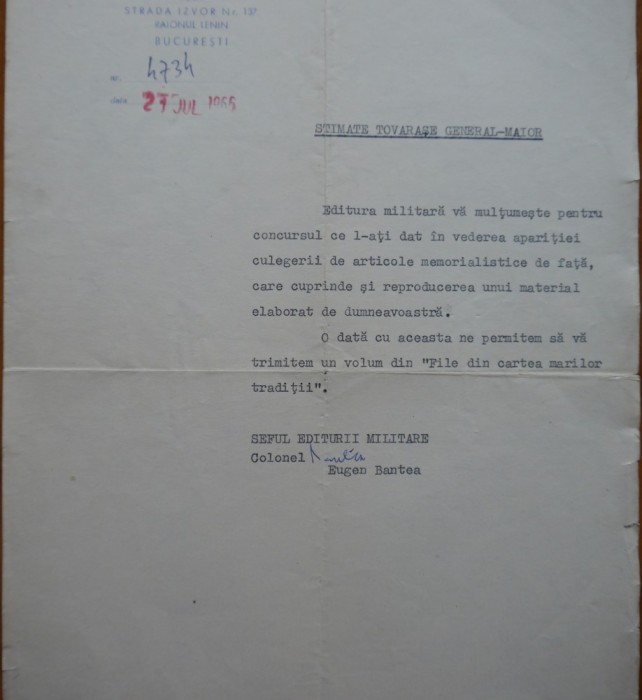 STRADA IZVOR Nr. 137
RAIONUL LENIN
BUCUREȘTI
Nr. 4734
27 JUL 1965
STIMATE TOVARAȘE GENERAL-MAIOR
Editura militară vă mulțumește pentru
concursul ce l-ați dat în vederea apariției
culegerii de articole memorialistice de față,
care cuprinde și reproducerea unui material
elaborat de dumneavoastră.
O dată cu aceasta ne permitem să vă
trimitem un volum din "File din cartea marilor
tradiții".
SEFUL EDITURII MILITARE
Colonel
Eugen Bantea